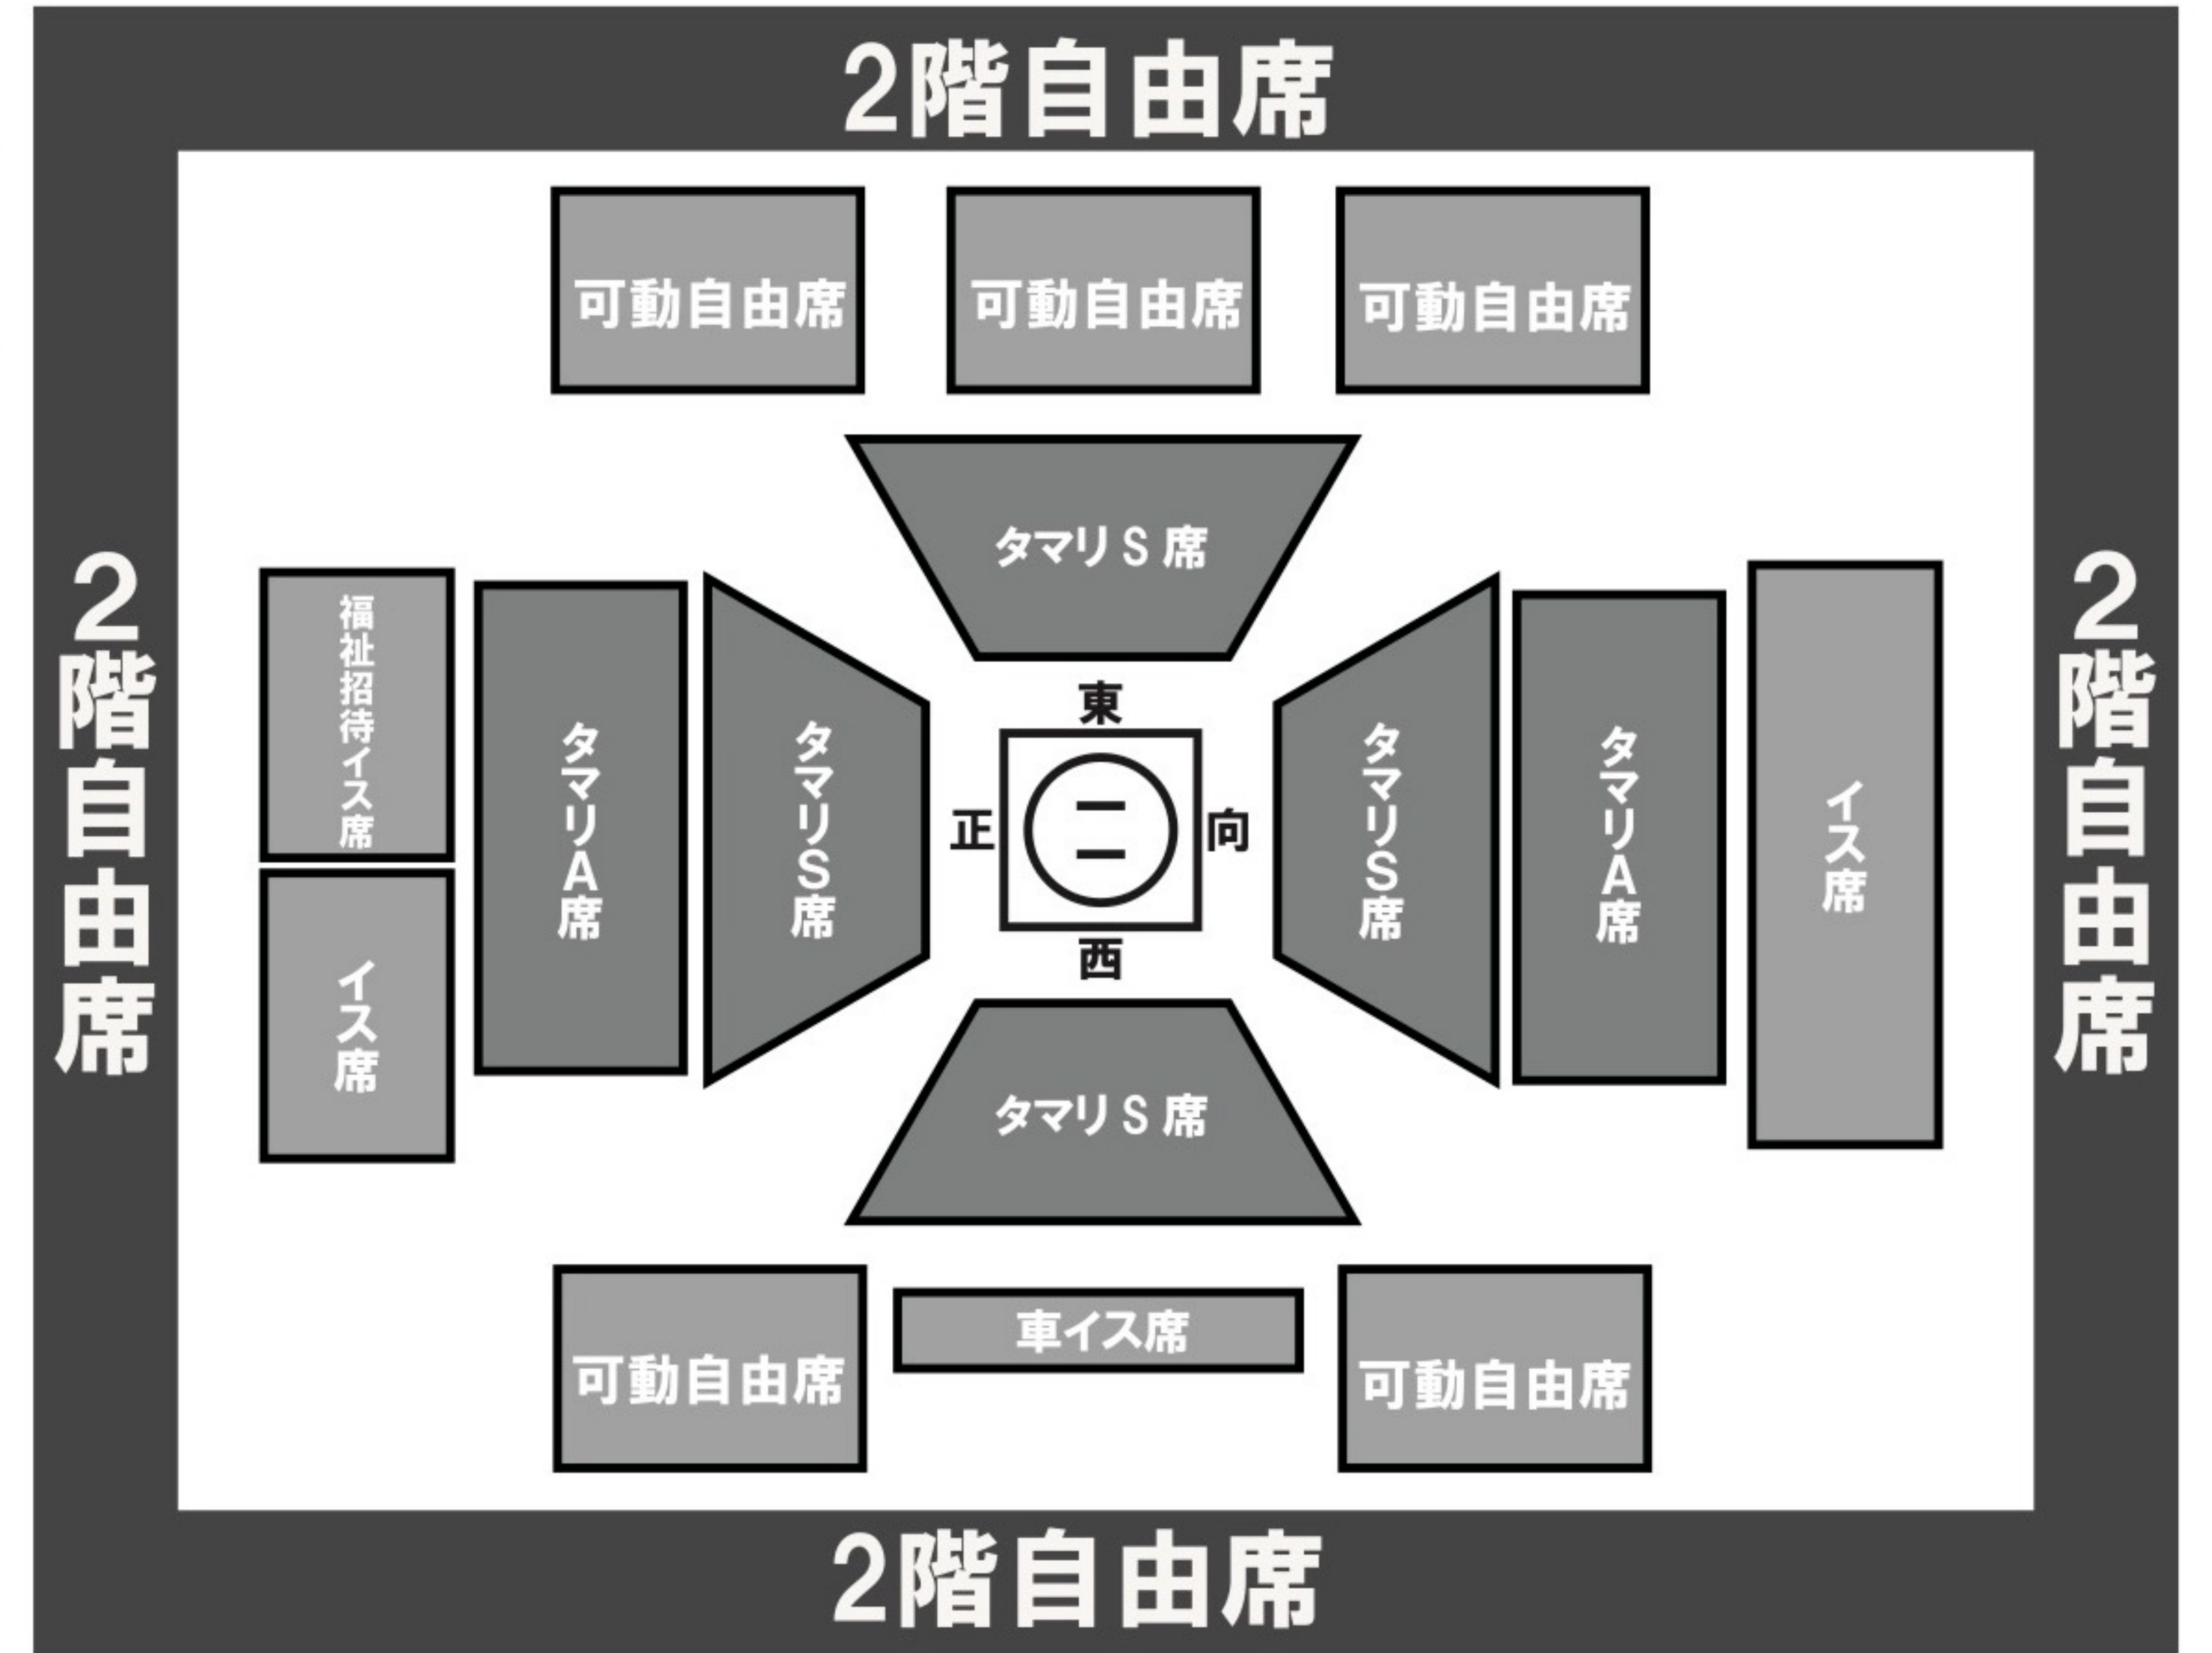 2階自由席
可動自由席
可動自由席
可動自由席
タマリS席
2階自由席
福祉招待イス席
イス席
タマリA席
タマリS席
東
正
向
西
タマリS席
タマリA席
イス席
2階自由席
タマリS席
可動自由席
車イス席
可動自由席
2階自由席